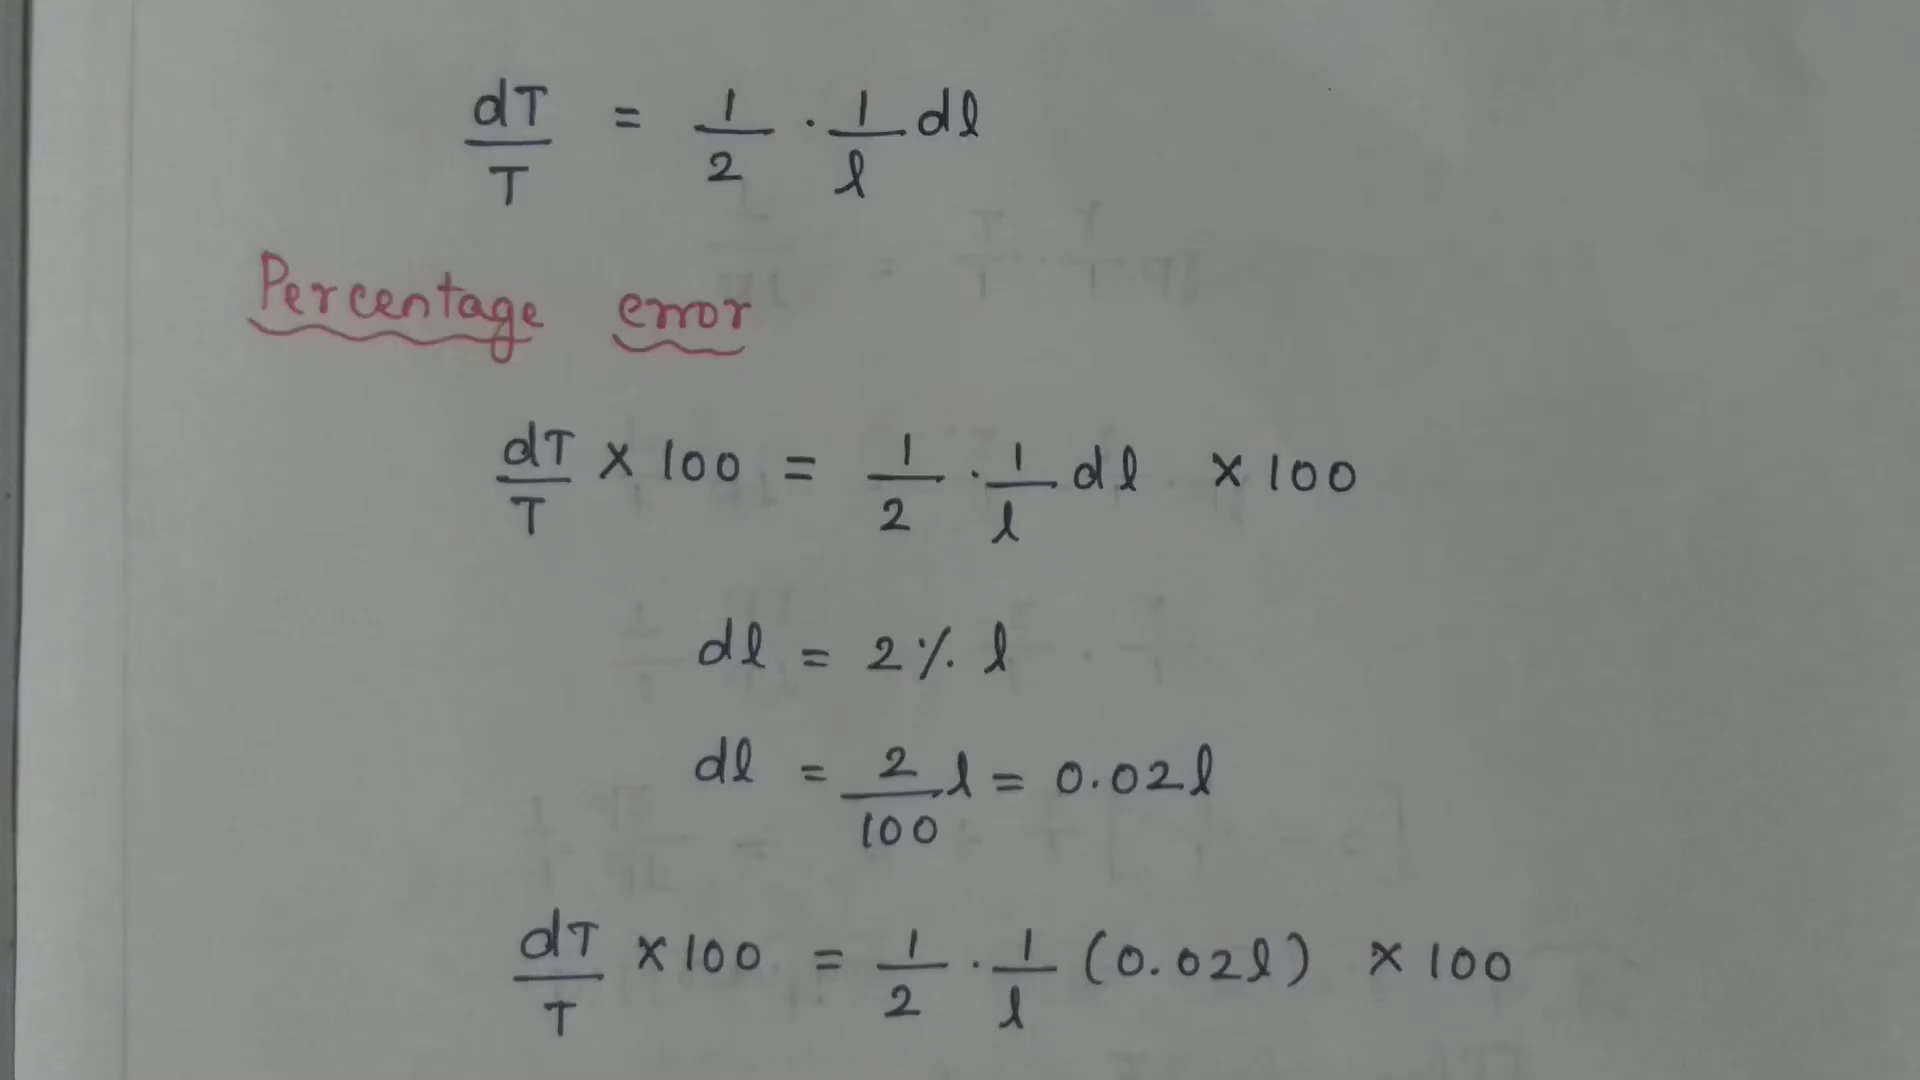 dT/T = 1/2 · 1/l dl
Percentage error
dT/T × 100 = 1/2 · 1/l dl × 100
dl = 2% l
dl = 2/100 l = 0.02l
dT/T × 100 = 1/2 · 1/l (0.02l) × 100